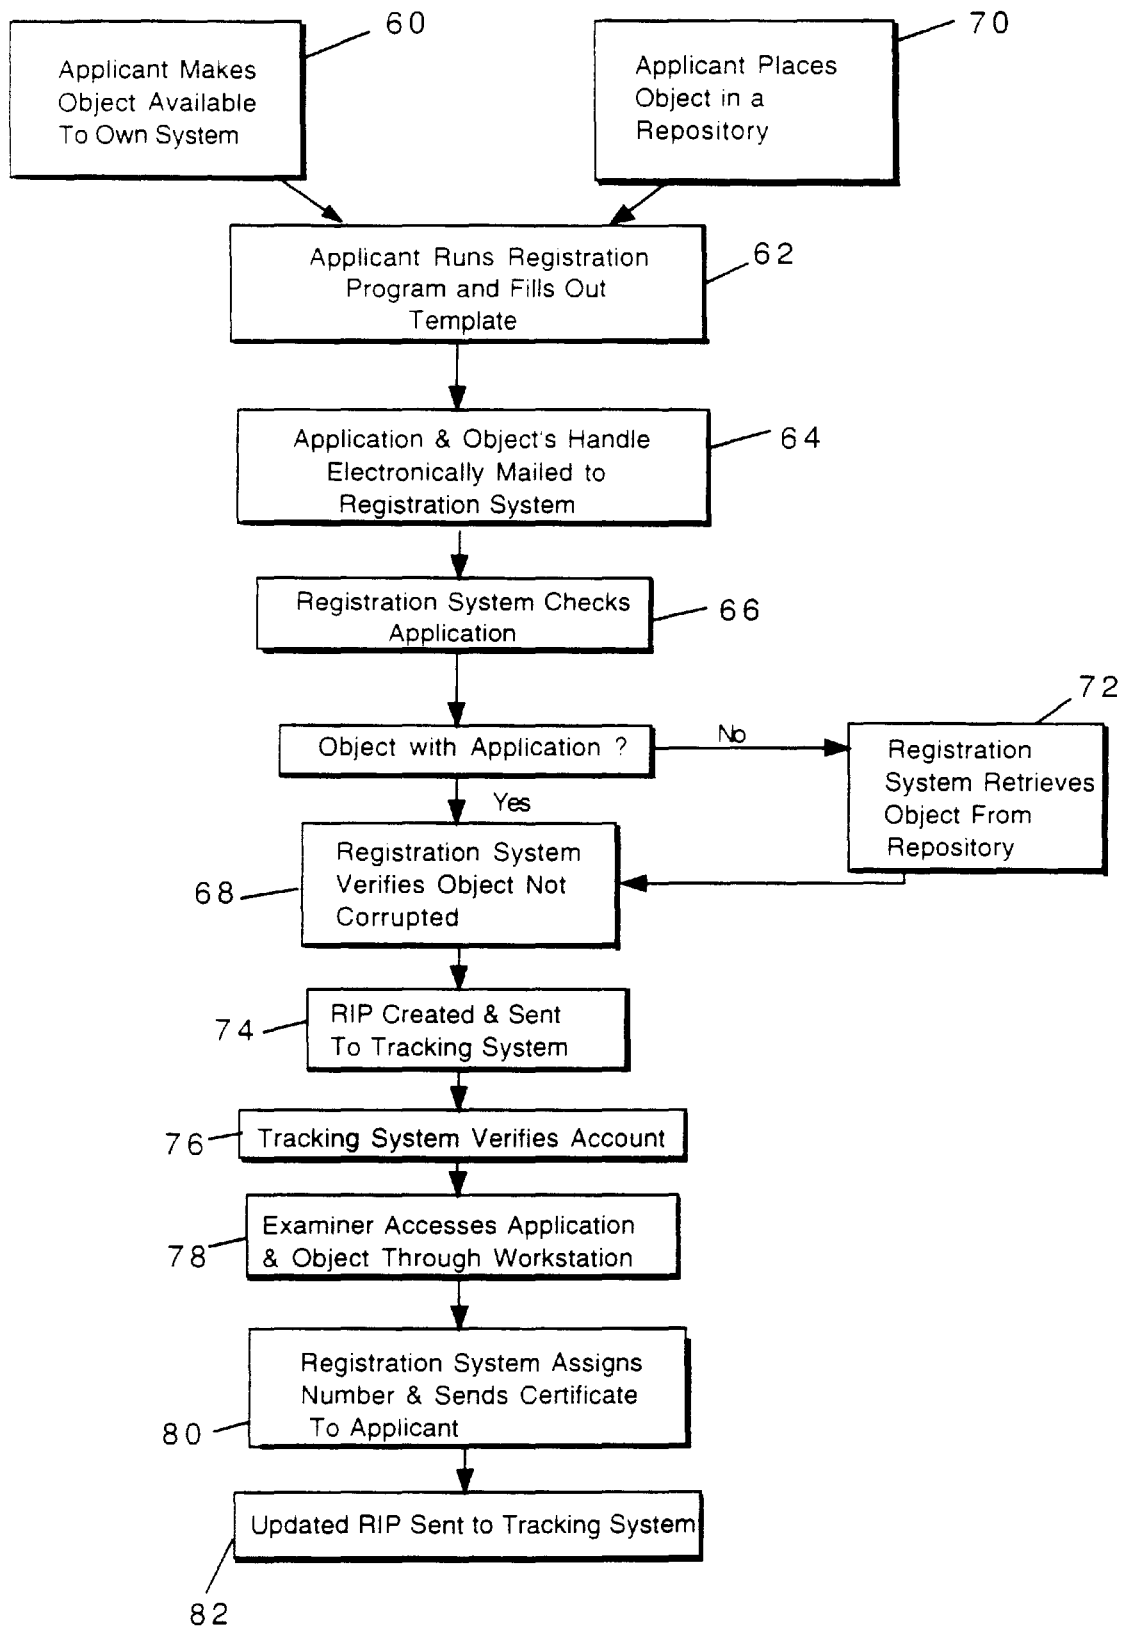 60
70
Applicant Makes
Object Available
To Own System
Applicant Places
Object in a
Repository
62
Applicant Runs Registration
Program and Fills Out
Template
64
Application & Object's Handle
Electronically Mailed to
Registration System
66
Registration System Checks
Application
72
Object with Application ?
No
Registration
System Retrieves
Object From
Repository
Yes
68
Registration System
Verifies Object Not
Corrupted
74
RIP Created & Sent
To Tracking System
76
Tracking System Verifies Account
78
Examiner Accesses Application
& Object Through Workstation
80
Registration System Assigns
Number & Sends Certificate
To Applicant
Updated RIP Sent to Tracking System
82